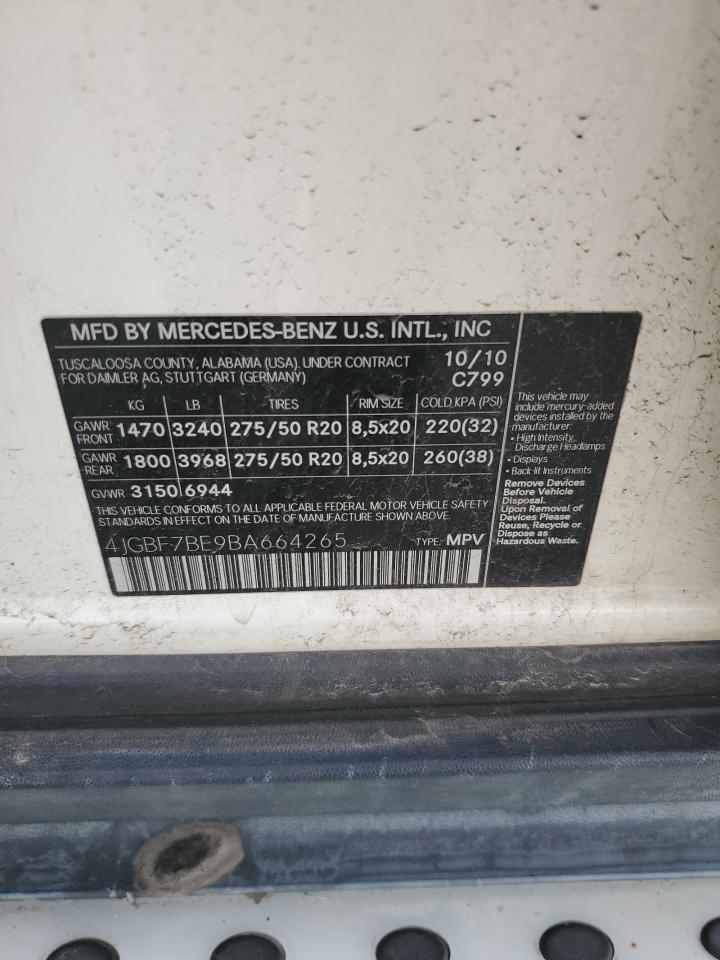 MFD BY MERCEDES-BENZ U.S. INTL., INC
TUSCALOOSA COUNTY, ALABAMA (USA). UNDER CONTRACT 10/10
FOR DAIMLER AG, STUTTGART (GERMANY) C799
KG LB TIRES RIM SIZE COLD.KPA (PSI)
GAWR FRONT 1470 3240 275/50 R20 8,5x20 220(32)
GAWR REAR 1800 3968 275/50 R20 8,5x20 260(38)
GVWR 3150 6944
THIS VEHICLE CONFORMS TO ALL APPLICABLE FEDERAL MOTOR VEHICLE SAFETY
STANDARDS IN EFFECT ON THE DATE OF MANUFACTURE SHOWN ABOVE.
4JGBF7BE9BA664265 TYPE: MPV
This vehicle may
include mercury-added
devices installed by the
manufacturer:
• High Intensity
Discharge Headlamps
• Displays
• Back-lit Instruments
Remove Devices
Before Vehicle
Disposal.
Upon Removal of
Devices Please
Reuse, Recycle or
Dispose as
Hazardous Waste.